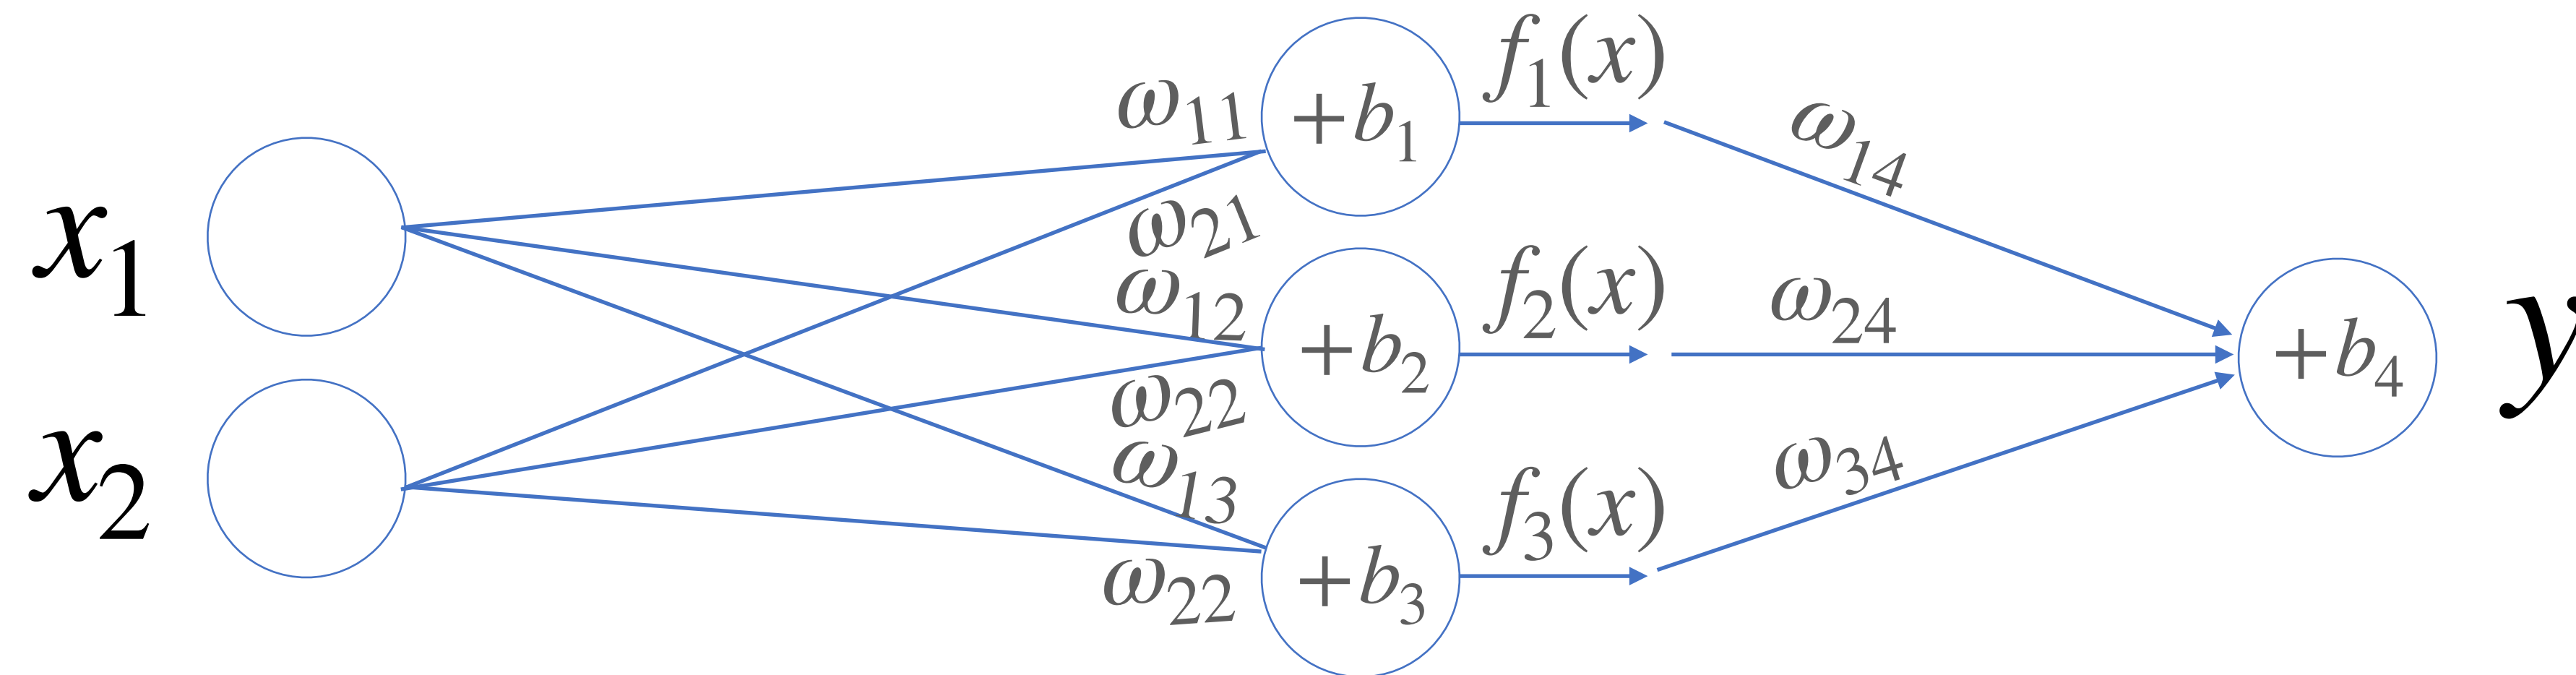 x₁
x₂
ω₁₁
ω₂₁
ω₁₂
ω₂₂
ω₁₃
ω₂₂
+b₁
+b₂
+b₃
f₁(x)
f₂(x)
f₃(x)
ω₁₄
ω₂₄
ω₃₄
+b₄
y